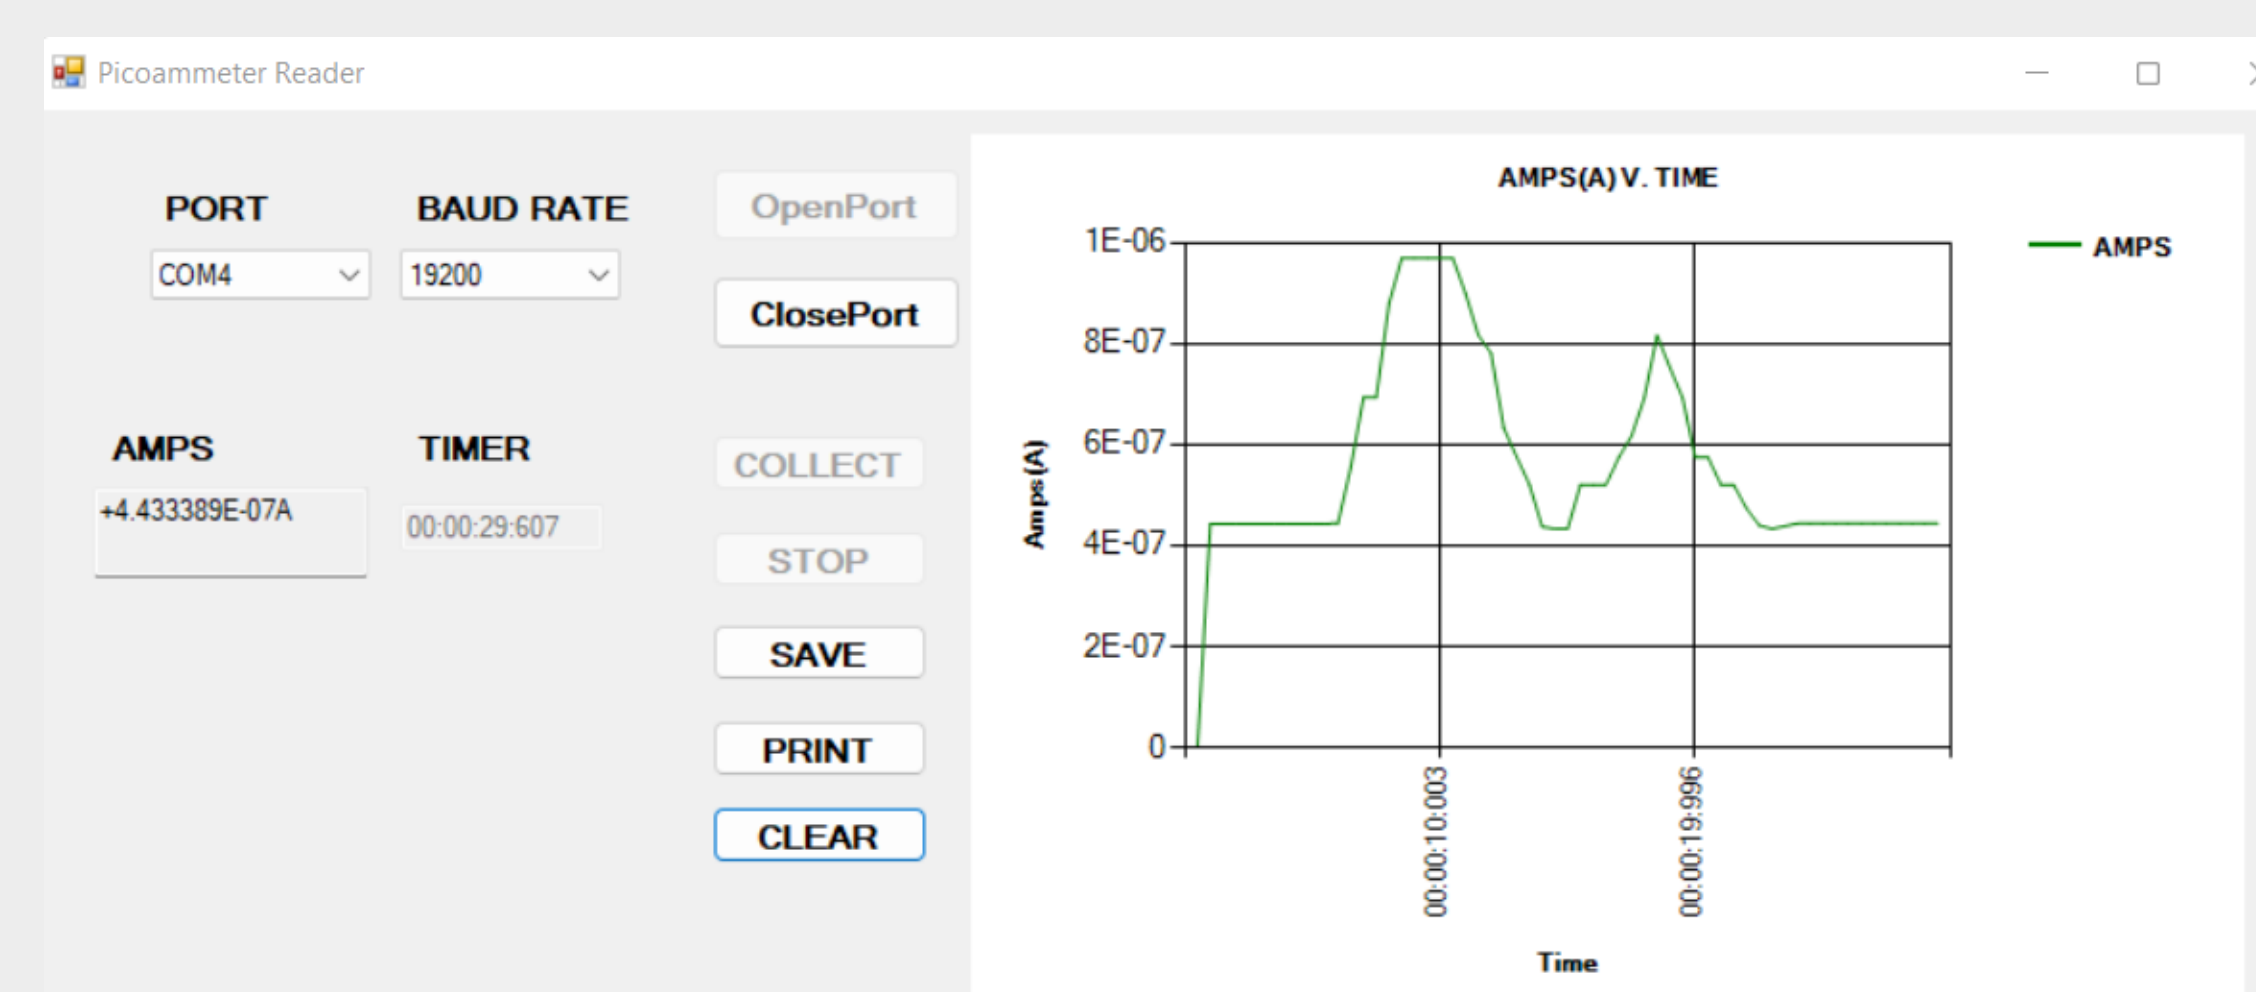 Picoammeter Reader
PORT
BAUD RATE
COM4
19200
OpenPort
ClosePort
AMPS
TIMER
+4.433389E-07A
00:00:29:607
COLLECT
STOP
SAVE
PRINT
CLEAR
AMPS(A) V. TIME
AMPS
1E-06
8E-07
6E-07
4E-07
2E-07
0
Amps(A)
00:00:10:003
00:00:19:996
Time